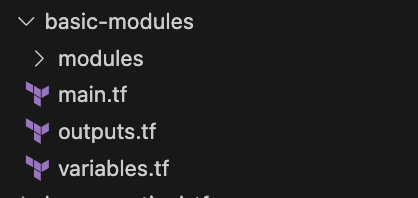 basic-modules
modules
main.tf
outputs.tf
variables.tf